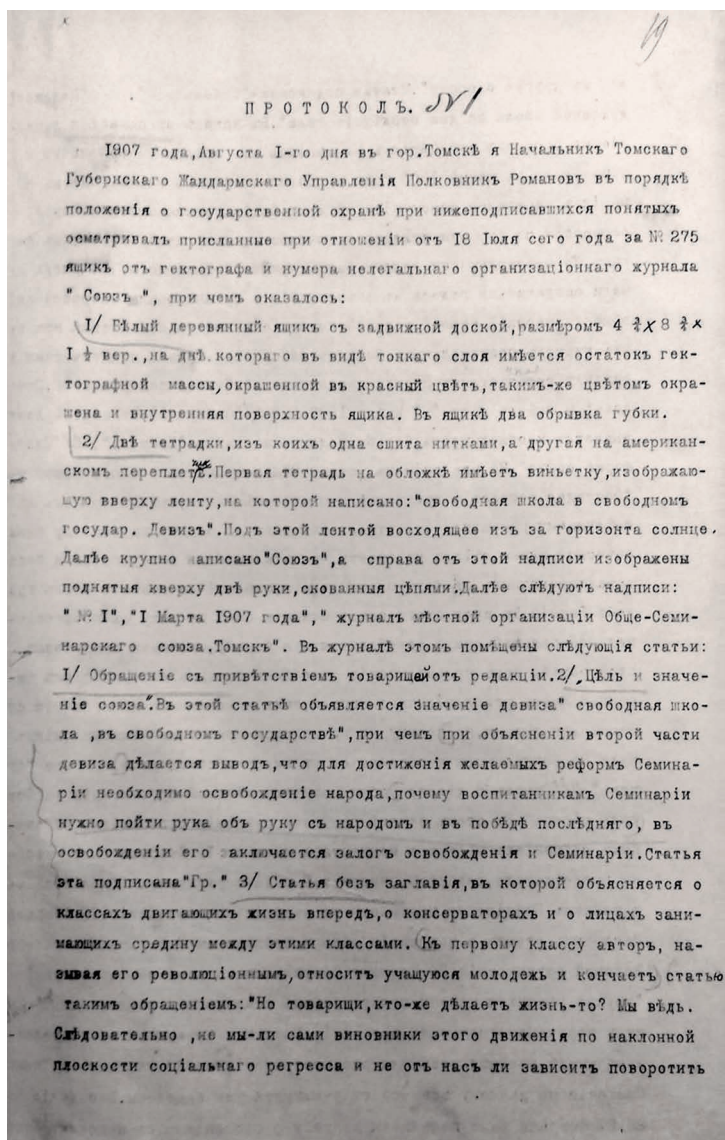 19
ПРОТОКОЛЪ. №1
1907 года,Августа I-го дня въ гор.Томскѣ я Начальникъ Томскаго
Губернскаго Жандармскаго Управленія Полковникъ Романовъ въ порядкѣ
положенія о государственной охранѣ при нижеподписавшихся понятыхъ
осматривалъ присланные при отношеніи отъ 18 Іюля сего года за № 275
ящикъ отъ гектографа и нумера нелегальнаго организаціоннаго журнала
" Союзъ ", при чемъ оказалось:
I/ Бѣлый деревянный ящикъ съ задвижной доской,размѣромъ 4 ¾ х 8 ¾ х
I ½ вер.,на днѣ котораго въ видѣ тонкаго слоя имѣется остатокъ гек-
тографной массы,окрашенной въ красный цвѣтъ,такимъ-же цвѣтомъ окра-
шена и внутренняя поверхность ящика. Въ ящикѣ два обрывка губки.
2/ Двѣ тетрадки,изъ коихъ одна сшита нитками,а другая на американ-
скомъ переплетѣ.Первая тетрадь на обложкѣ имѣетъ виньетку,изображаю-
щую вверху ленту,на которой написано:"свободная школа в свободном
государ. Девизъ".Подъ этой лентой восходящее изъ за горизонта солнце.
Далѣе крупно аписано"Союзъ",а справа отъ этой надписи изображены
поднятыя кверху двѣ руки,скованныя цѣпями.Далѣе слѣдуютъ надписи:
" № I","I Марта 1907 года"," журналъ мѣстной организаціи Обще-Семи-
нарскаго союза.Томскъ". Въ журналѣ этомъ помѣщены слѣдующія статьи:
I/ Обращеніе съ привѣтствіемъ товарищей отъ редакціи.2/ "Цѣль и значе-
ніе союза".Въ этой статьѣ объявляется значеніе девиза" свободная шко-
ла ,въ свободномъ государствѣ",при чемъ при объясненіи второй части
девиза дѣлается выводъ,что для достиженія желаемыхъ реформъ Семина-
ріи необходимо освобожденіе народа,почему воспитанникамъ Семинаріи
нужно пойти рука объ руку съ народомъ и въ побѣдѣ послѣдняго, въ
освобожденіи его аключается залогъ освобожденія и Семинаріи.Статья
эта подписана"Гр." 3/ Статья безъ заглавія,въ которой объясняется о
классахъ двигающихъ жизнь впередъ,о консерваторахъ и о лицахъ зани-
мающихъ средину между этими классами. Къ первому классу авторъ, на-
зывая его революціоннымъ,относитъ учащуюся молодежь и кончаетъ статью
такимъ обращеніемъ:"Но товарищи,кто-же дѣлаетъ жизнь-то? Мы вѣдь.
Слѣдовательно ,не мы-ли сами виновники этого движенія по наклонной
плоскости соціальнаго регресса и не отъ насъ ли зависитъ поворотить